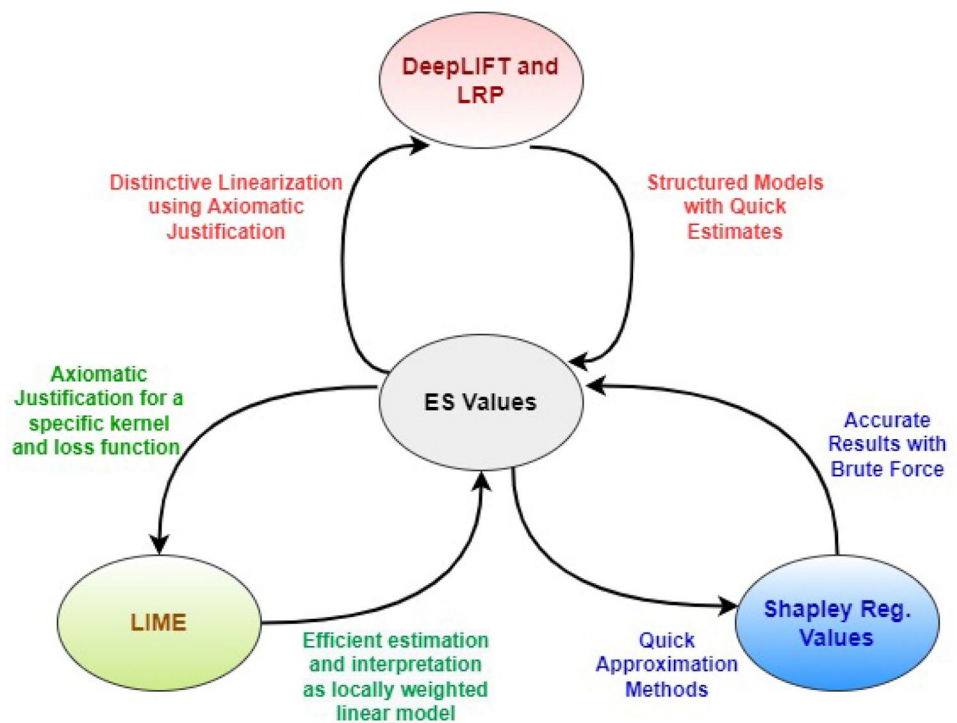 DeepLIFT and
LRP
Distinctive Linearization
using Axiomatic
Justification
Structured Models
with Quick
Estimates
Axiomatic
Justification for a
specific kernel
and loss function
ES Values
Accurate
Results with
Brute Force
LIME
Efficient estimation
and interpretation
as locally weighted
linear model
Quick
Approximation
Methods
Shapley Reg.
Values